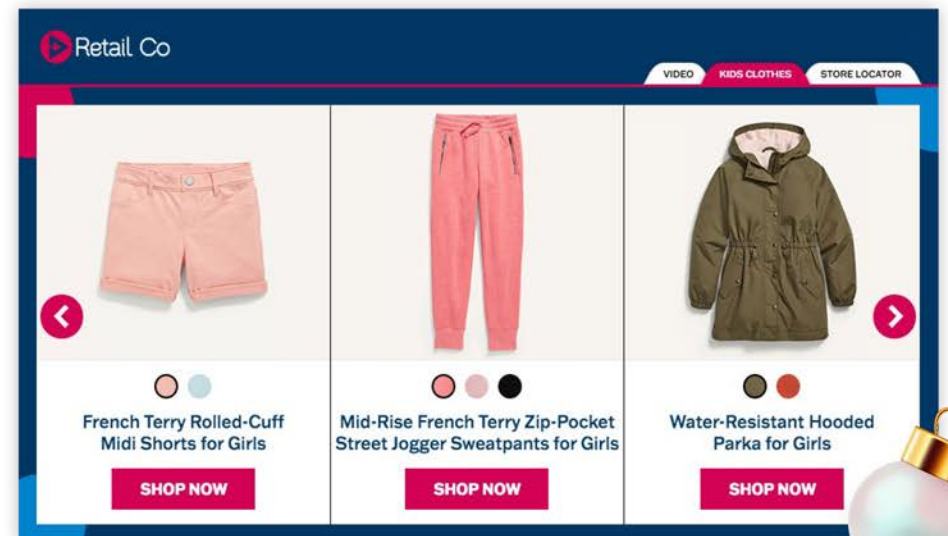 Retail Co
VIDEO
KIDS CLOTHES
STORE LOCATOR
French Terry Rolled-Cuff
Midi Shorts for Girls
SHOP NOW
Mid-Rise French Terry Zip-Pocket
Street Jogger Sweatpants for Girls
SHOP NOW
Water-Resistant Hooded
Parka for Girls
SHOP NOW